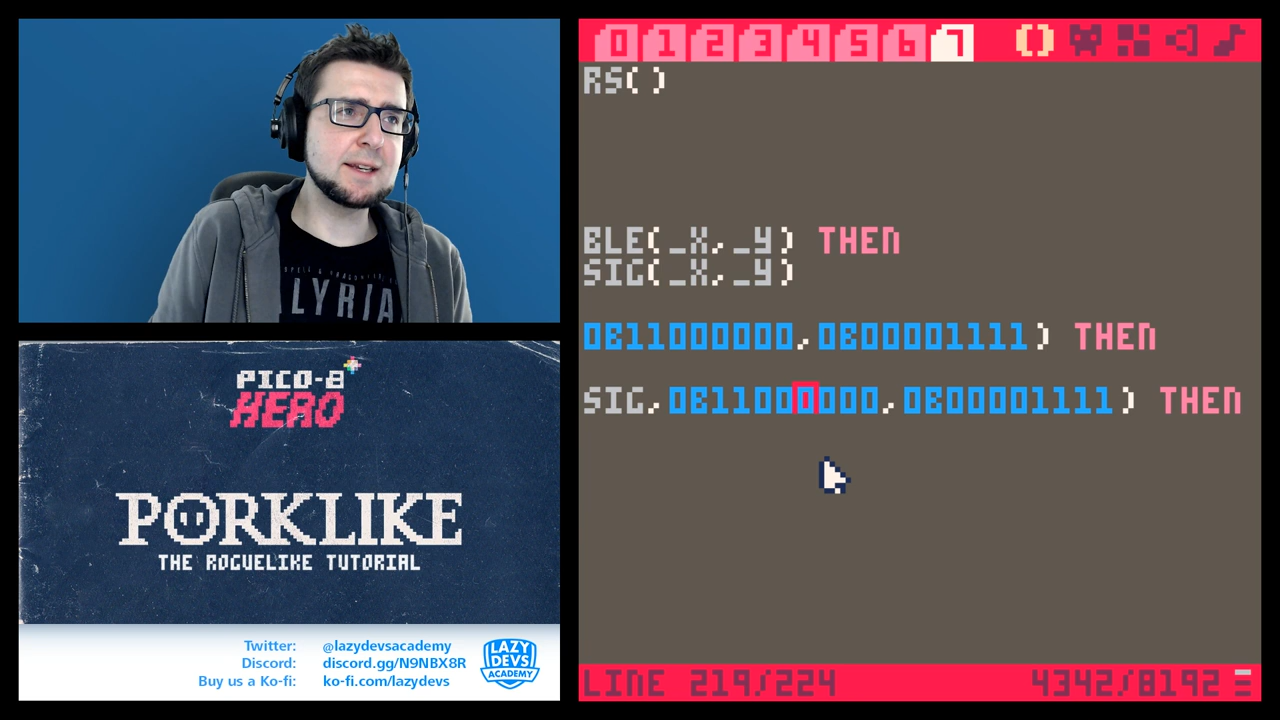 LYRIA
PICO-8
HERO
PORKLIKE
THE ROGUELIKE TUTORIAL
Twitter: @lazydevsacademy
Discord: discord.gg/N9NBX8R
Buy us a Ko-fi: ko-fi.com/lazydevs
LAZY
DEVS
ACADEMY
0 1 2 3 4 5 6 7 ()
RS()
BLE(_X,_Y) THEN
SIG(_X,_Y)
0B11000000,0B00001111) THEN
SIG,0B11000000,0B00001111) THEN
LINE 219/224 4342/8192